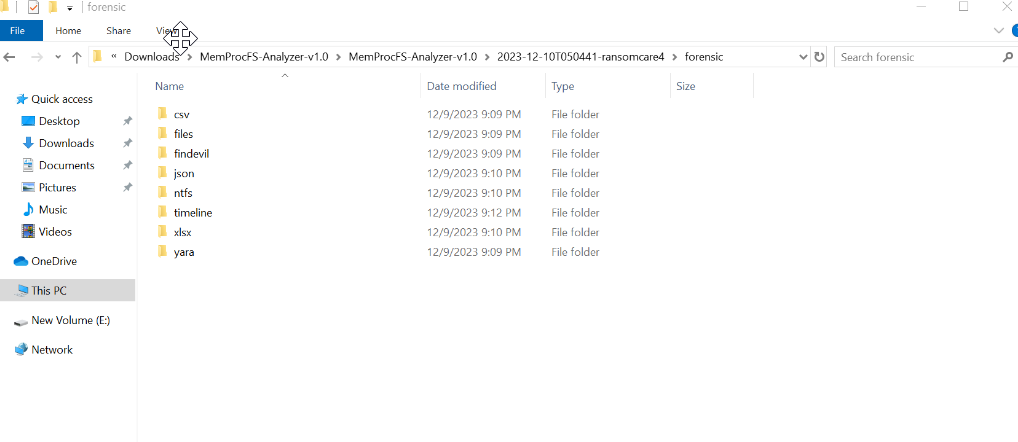 forensic
File Home Share View
« Downloads > MemProcFS-Analyzer-v1.0 > MemProcFS-Analyzer-v1.0 > 2023-12-10T050441-ransomcare4 > forensic Search forensic
Name Date modified Type Size
Quick access
Desktop
Downloads
Documents
Pictures
Music
Videos
OneDrive
This PC
New Volume (E:)
Network
csv 12/9/2023 9:09 PM File folder
files 12/9/2023 9:09 PM File folder
findevil 12/9/2023 9:09 PM File folder
json 12/9/2023 9:10 PM File folder
ntfs 12/9/2023 9:10 PM File folder
timeline 12/9/2023 9:12 PM File folder
xlsx 12/9/2023 9:10 PM File folder
yara 12/9/2023 9:09 PM File folder